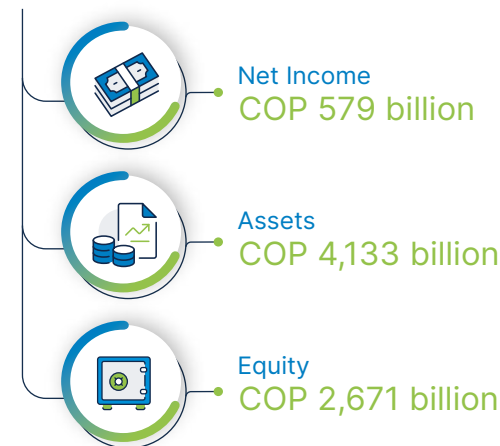 Net Income
COP 579 billion
Assets
COP 4,133 billion
Equity
COP 2,671 billion